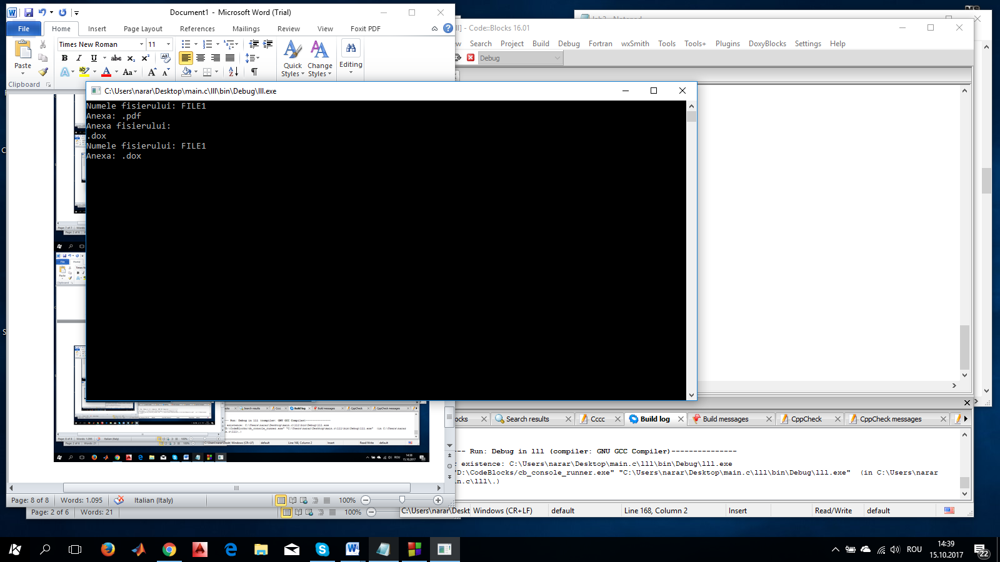 Document1 - Microsoft Word (Trial)
File Home Insert Page Layout References Mailings Review View Foxit PDF
Times New Roman 11
Paste
Clipboard
Quick Styles
Change Styles
Editing
- Code::Blocks 16.01
Search Project Build Debug Fortran wxSmith Tools Tools+ Plugins DoxyBlocks Settings Help
Debug
C:\Users\narar\Desktop\main.c\lll\bin\Debug\lll.exe
Numele fisierului: FILE1
Anexa: .pdf
Anexa fisierului:
.dox
Numele fisierului: FILE1
Anexa: .dox
Search results Cccc Build log Build messages CppCheck CppCheck messages
Run: Debug in lll (compiler: GNU GCC Compiler)---------------
existence: C:\Users\narar\Desktop\main.c\lll\bin\Debug\lll.exe
"D:\CodeBlocks/cb_console_runner.exe" "C:\Users\narar\Desktop\main.c\lll\bin\Debug\lll.exe" (in C:\Users\narar
n.c\lll\.)
Page: 8 of 8 Words: 1.095 Italian (Italy) 100%
Page: 2 of 6 Words: 21 100%
C:\Users\narar\Deskt Windows (CR+LF) default Line 168, Column 2 Insert Read/Write default
ROU
14:39
15.10.2017
22